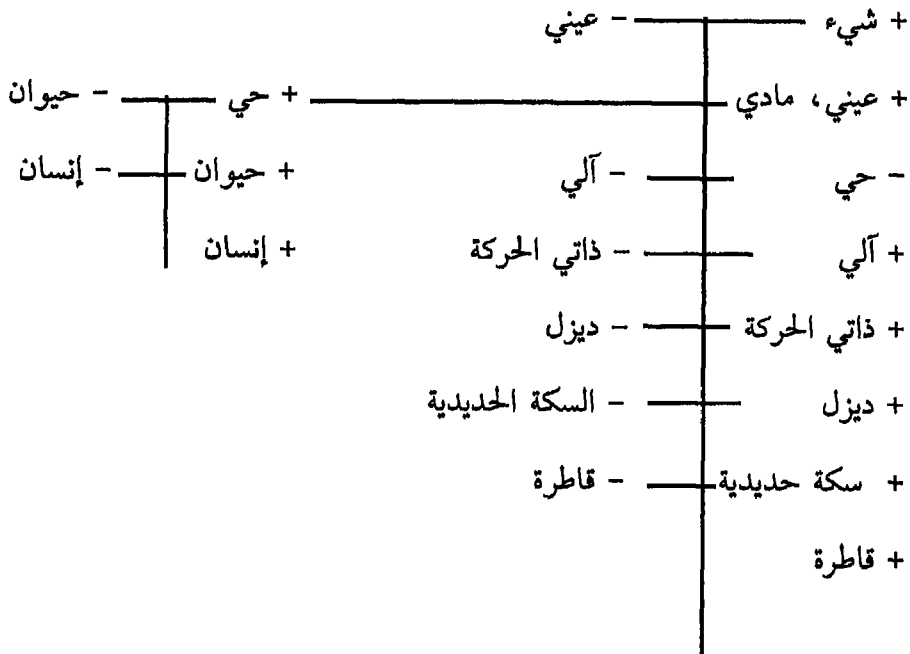 + شيء - عيني
+ عيني، مادي + حي - حيوان
- حي - آلي + حيوان - إنسان
+ آلي - ذاتي الحركة + إنسان
+ ذاتي الحركة - ديزل
+ ديزل - السكة الحديدية
+ سكة حديدية - قاطرة
+ قاطرة